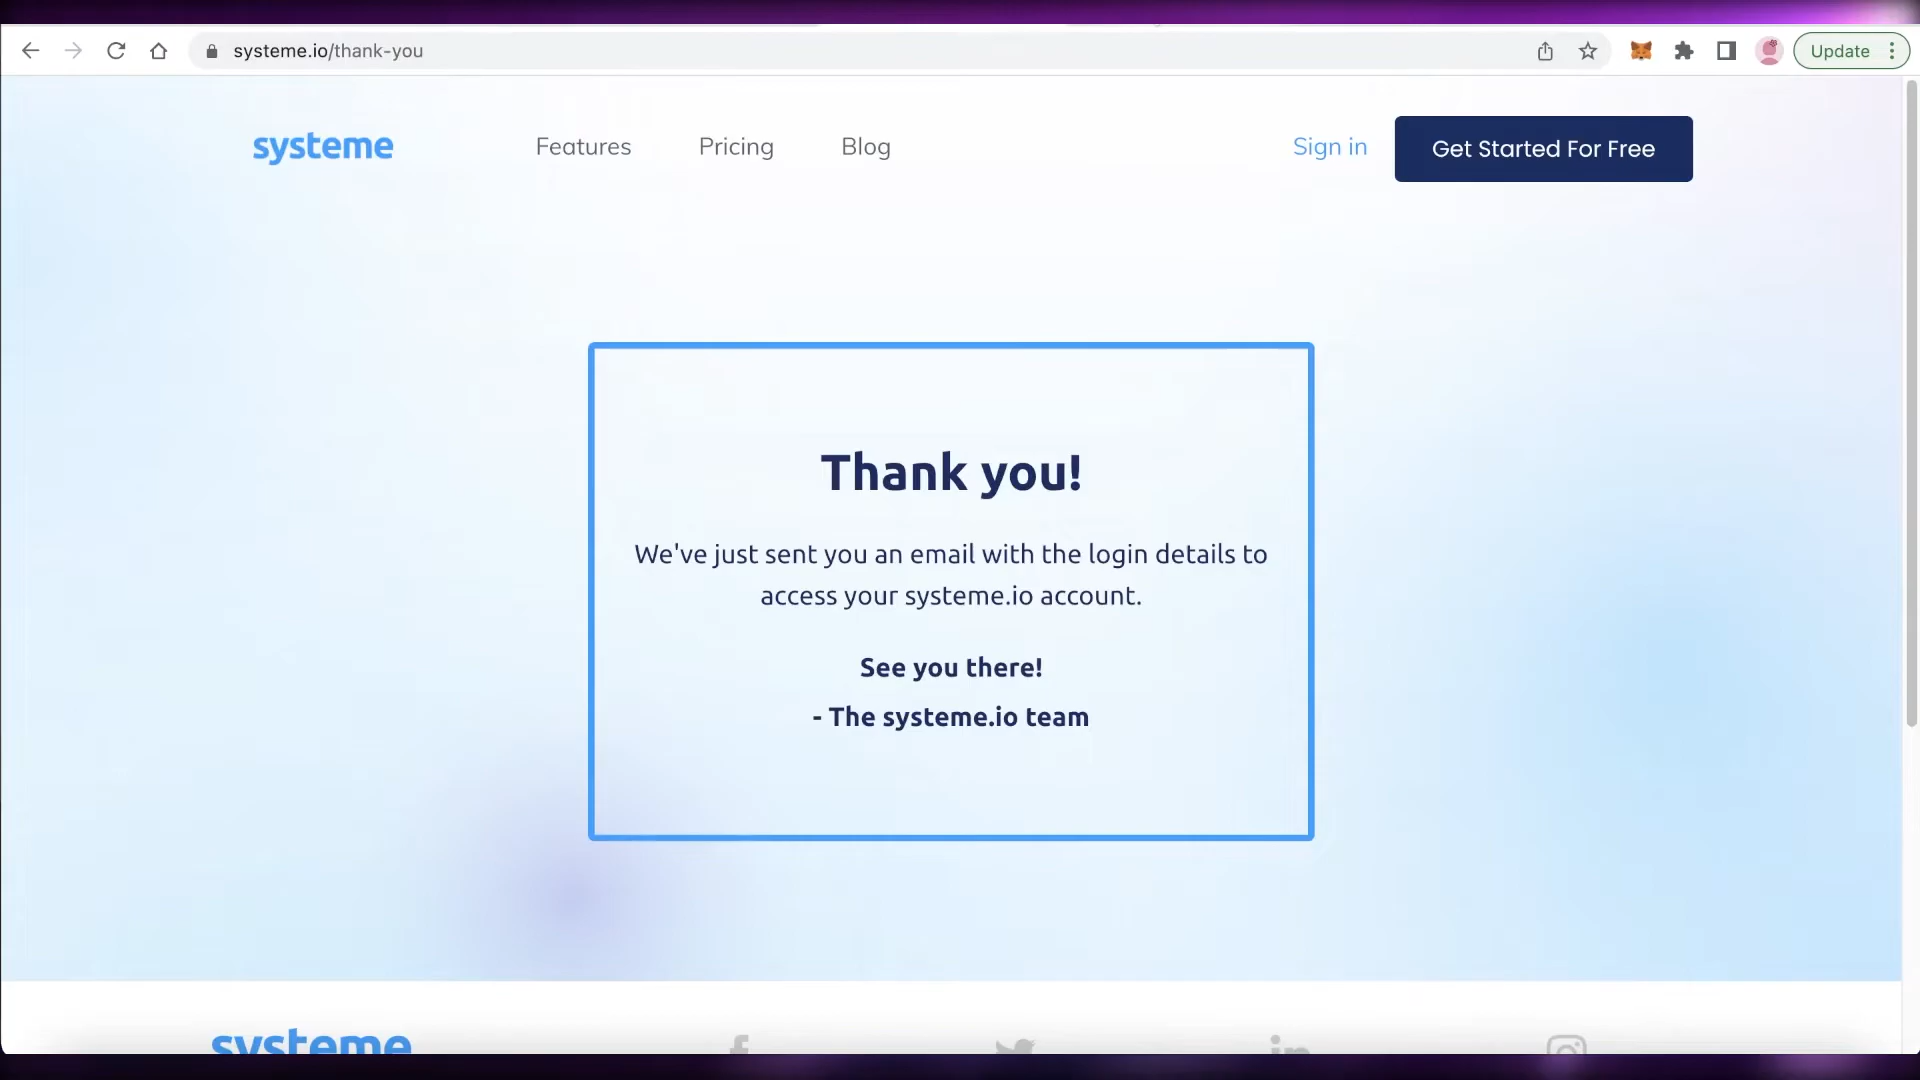 systeme.io/thank-you
Update
systeme
Features
Pricing
Blog
Sign in
Get Started For Free
Thank you!
We've just sent you an email with the login details to
access your systeme.io account.
See you there!
- The systeme.io team
systeme